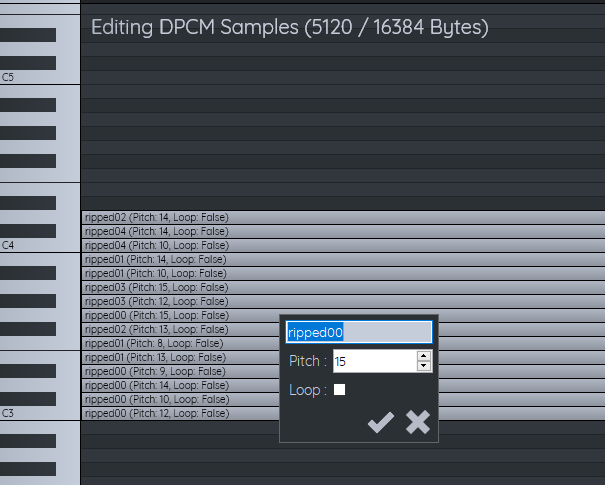 Editing DPCM Samples (5120 / 16384 Bytes)
C5
ripped02 (Pitch: 14, Loop: False)
ripped04 (Pitch: 14, Loop: False)
C4
ripped04 (Pitch: 10, Loop: False)
ripped01 (Pitch: 14, Loop: False)
ripped01 (Pitch: 10, Loop: False)
ripped03 (Pitch: 15, Loop: False)
ripped03 (Pitch: 12, Loop: False)
ripped00 (Pitch: 15, Loop: False)
ripped02 (Pitch: 13, Loop: False)
ripped01 (Pitch: 8, Loop: False)
ripped01 (Pitch: 13, Loop: False)
ripped00 (Pitch: 9, Loop: False)
ripped00 (Pitch: 14, Loop: False)
ripped00 (Pitch: 10, Loop: False)
C3
ripped00 (Pitch: 12, Loop: False)
ripped00
Pitch : 15
Loop :